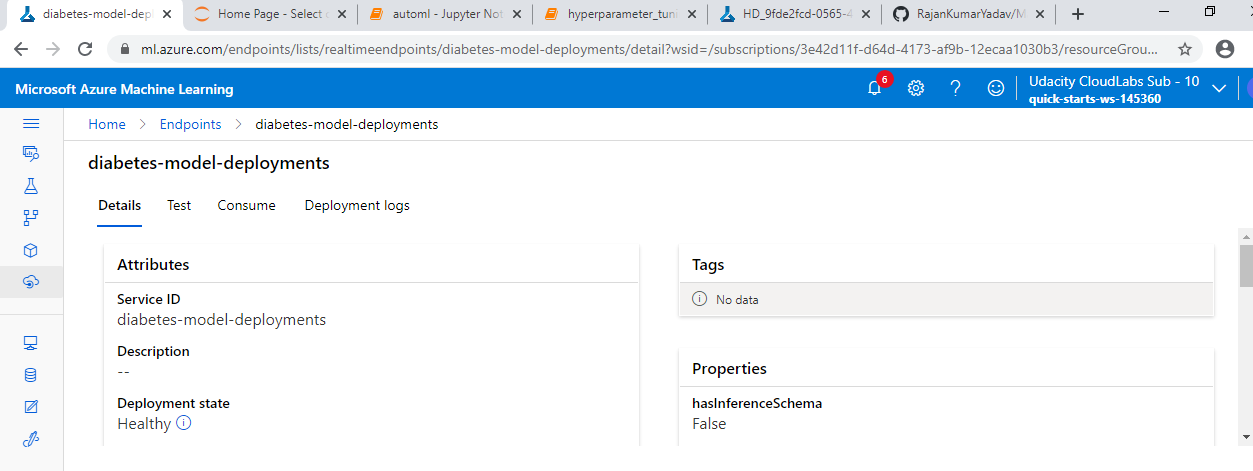 diabetes-model-dep
Home Page - Select
automl - Jupyter Not
hyperparameter_tuni
HD_9fde2fcd-0565-4
RajanKumarYadav/M
ml.azure.com/endpoints/lists/realtimeendpoints/diabetes-model-deployments/detail?wsid=/subscriptions/3e42d11f-d64d-4173-af9b-12ecaa1030b3/resourceGrou...
Microsoft Azure Machine Learning
6
Udacity CloudLabs Sub - 10
quick-starts-ws-145360
Home > Endpoints > diabetes-model-deployments
diabetes-model-deployments
Details Test Consume Deployment logs
Attributes
Service ID
diabetes-model-deployments
Description
--
Deployment state
Healthy
Tags
No data
Properties
hasInferenceSchema
False